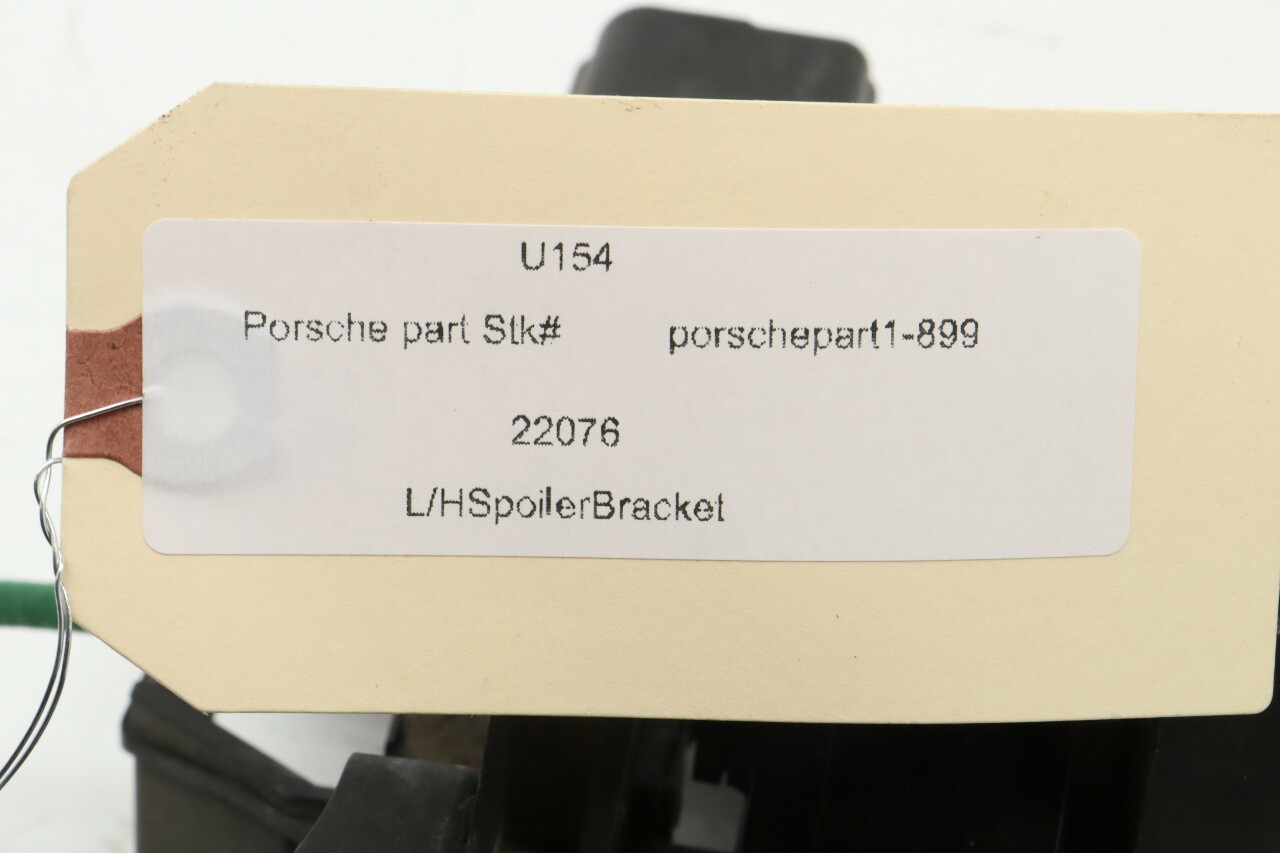 U154
Porsche part Stk# porschepart1-899
22076
L/HSpoilerBracket